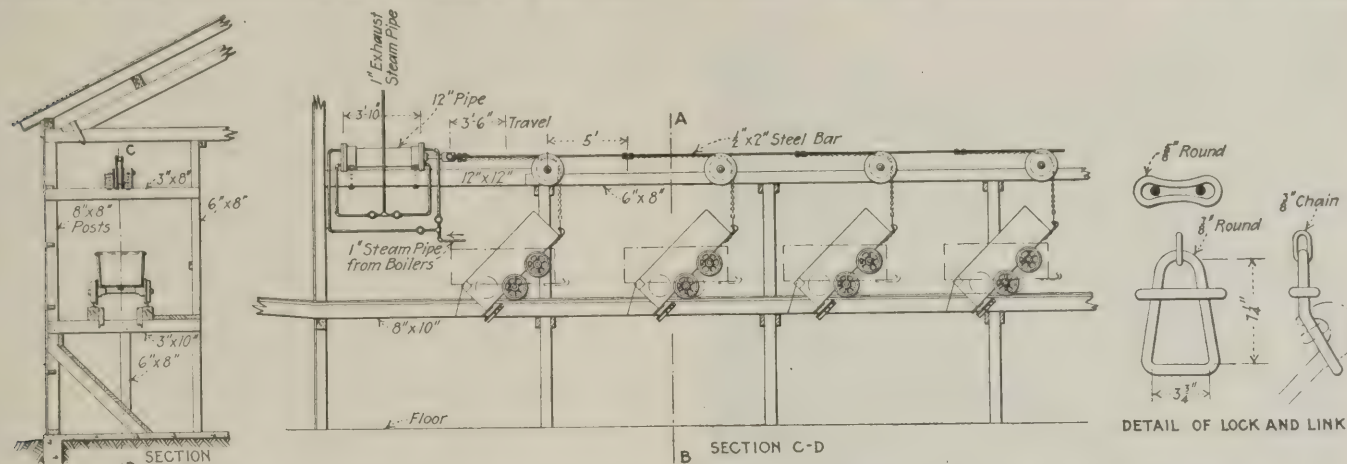 C
3"x8"
8"x8"
Posts
6"x8"
3"x10"
6"x8"
SECTION
1" Exhaust
Steam Pipe
3'-10"
12" Pipe
3'-6" Travel
5'
A
½"x2" Steel Bar
12"x12"
6"x8"
1" Steam Pipe
from Boilers
8"x10"
Floor
B
SECTION C-D
Round
⅞" Round
⅜" Chain
7¼"
3¾"
DETAIL OF LOCK AND LINK